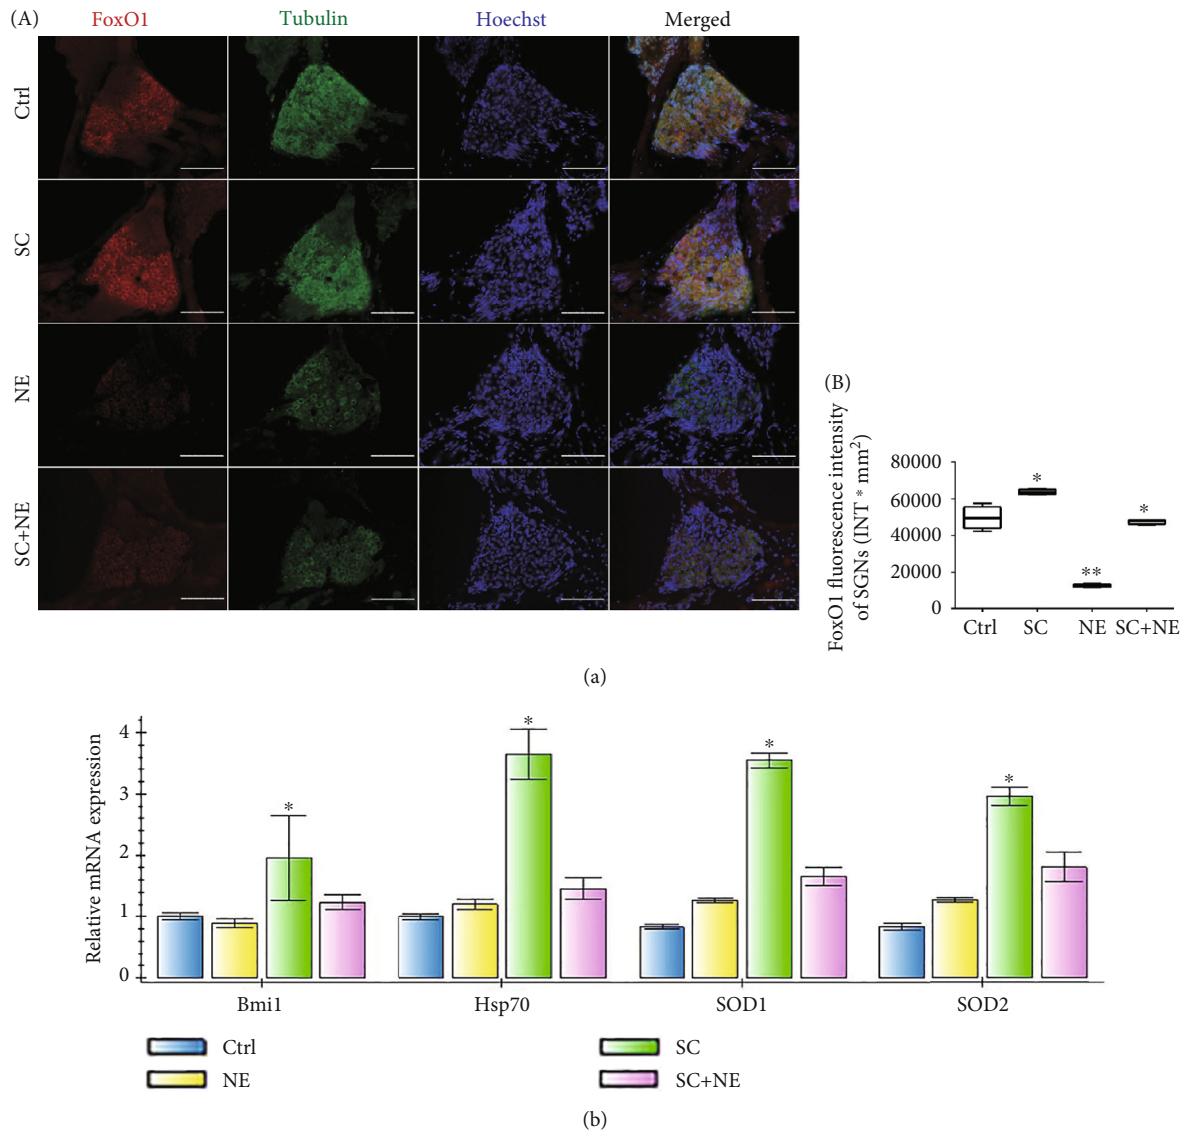 (A)
FoxO1 Tubulin Hoechst Merged
Ctrl
SC
NE
SC+NE
(B)
FoxO1 fluorescence intensity
of SGNs (INT * mm²)
80000
60000
40000
20000
0
*
**
*
Ctrl SC NE SC+NE
(a)
Relative mRNA expression
4
3
2
1
0
*
*
*
*
Bmi1 Hsp70 SOD1 SOD2
Ctrl SC
NE SC+NE
(b)